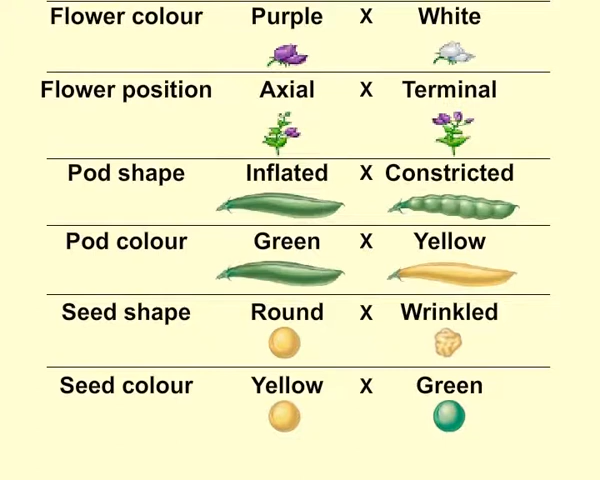 Flower colour Purple X White
Flower position Axial X Terminal
Pod shape Inflated X Constricted
Pod colour Green X Yellow
Seed shape Round X Wrinkled
Seed colour Yellow X Green